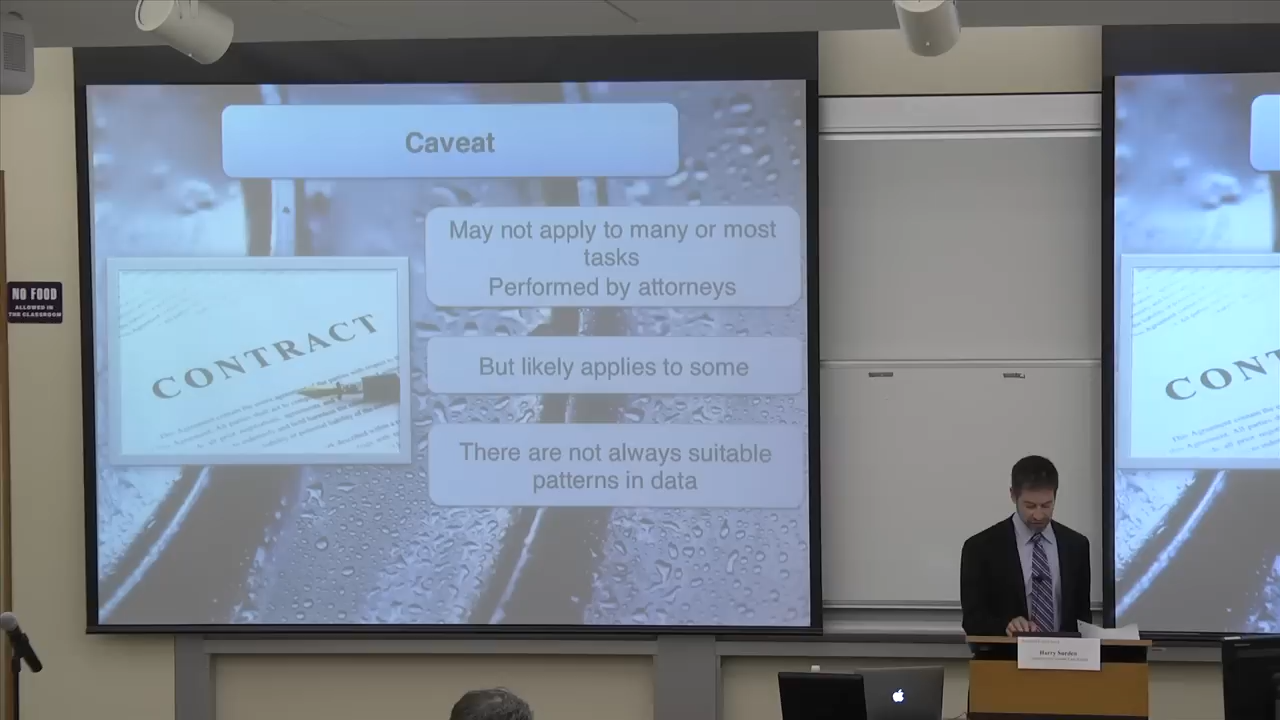 Caveat
May not apply to many or most
tasks
Performed by attorneys
But likely applies to some
There are not always suitable
patterns in data
CONTRACT
NO FOOD
ALLOWED IN
THE CLASSROOM
CONT
Harry Surden